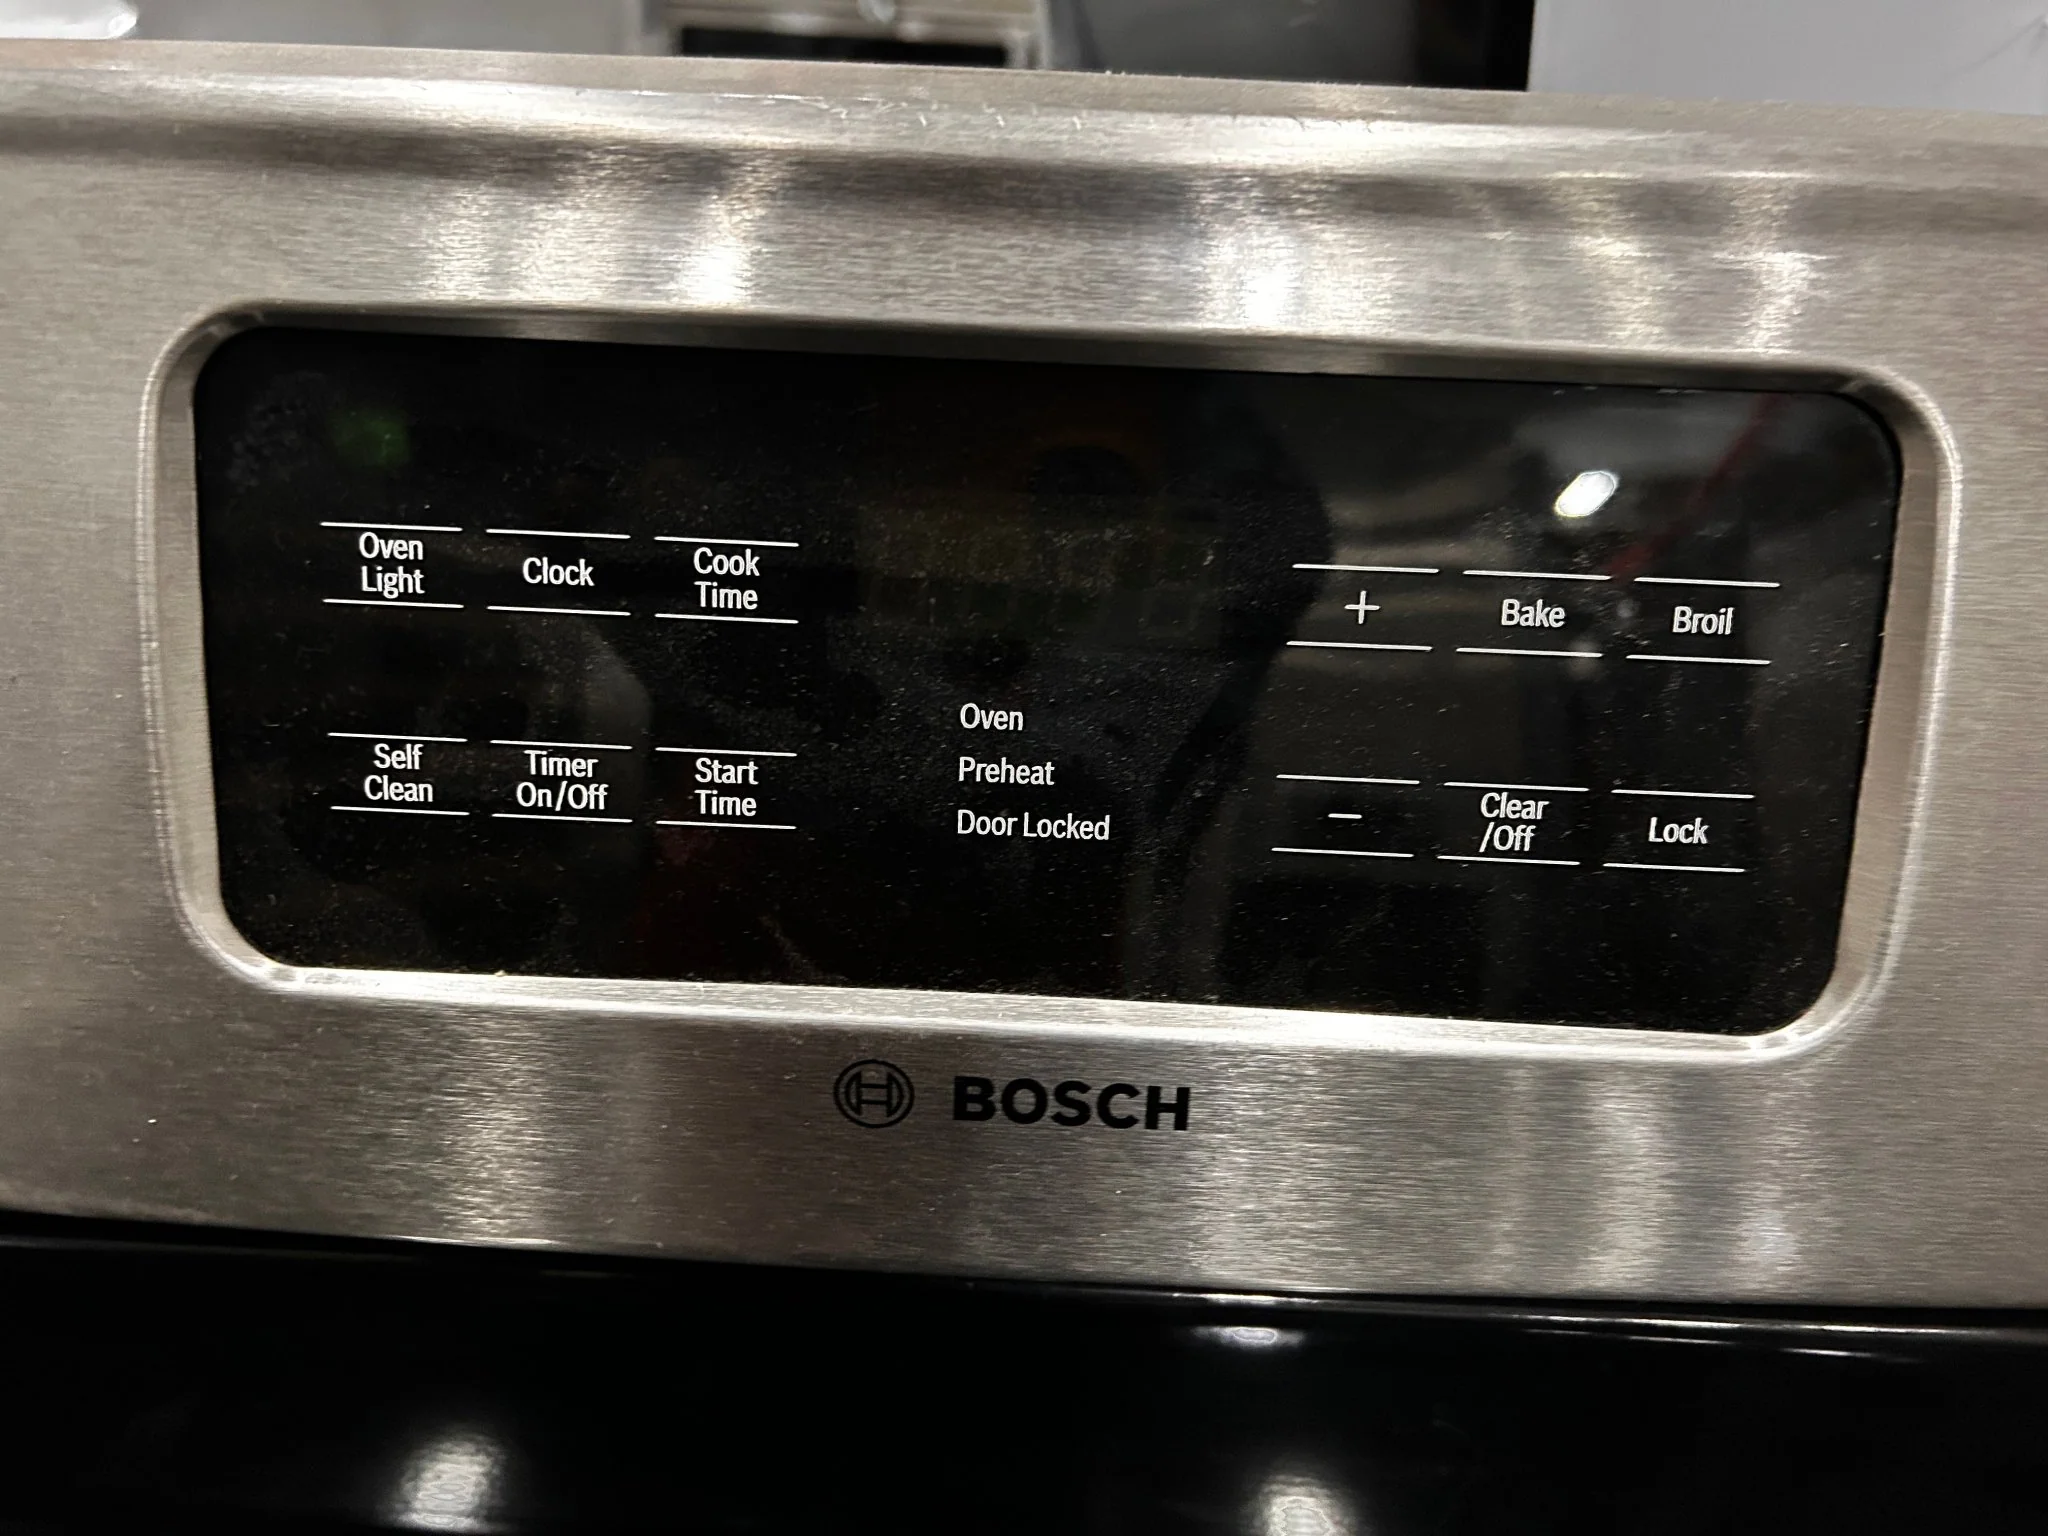 Oven
Light
Clock
Cook
Time
+
Bake
Broil
Self
Clean
Timer
On/Off
Start
Time
Oven
Preheat
Door Locked
−
Clear
/Off
Lock
BOSCH